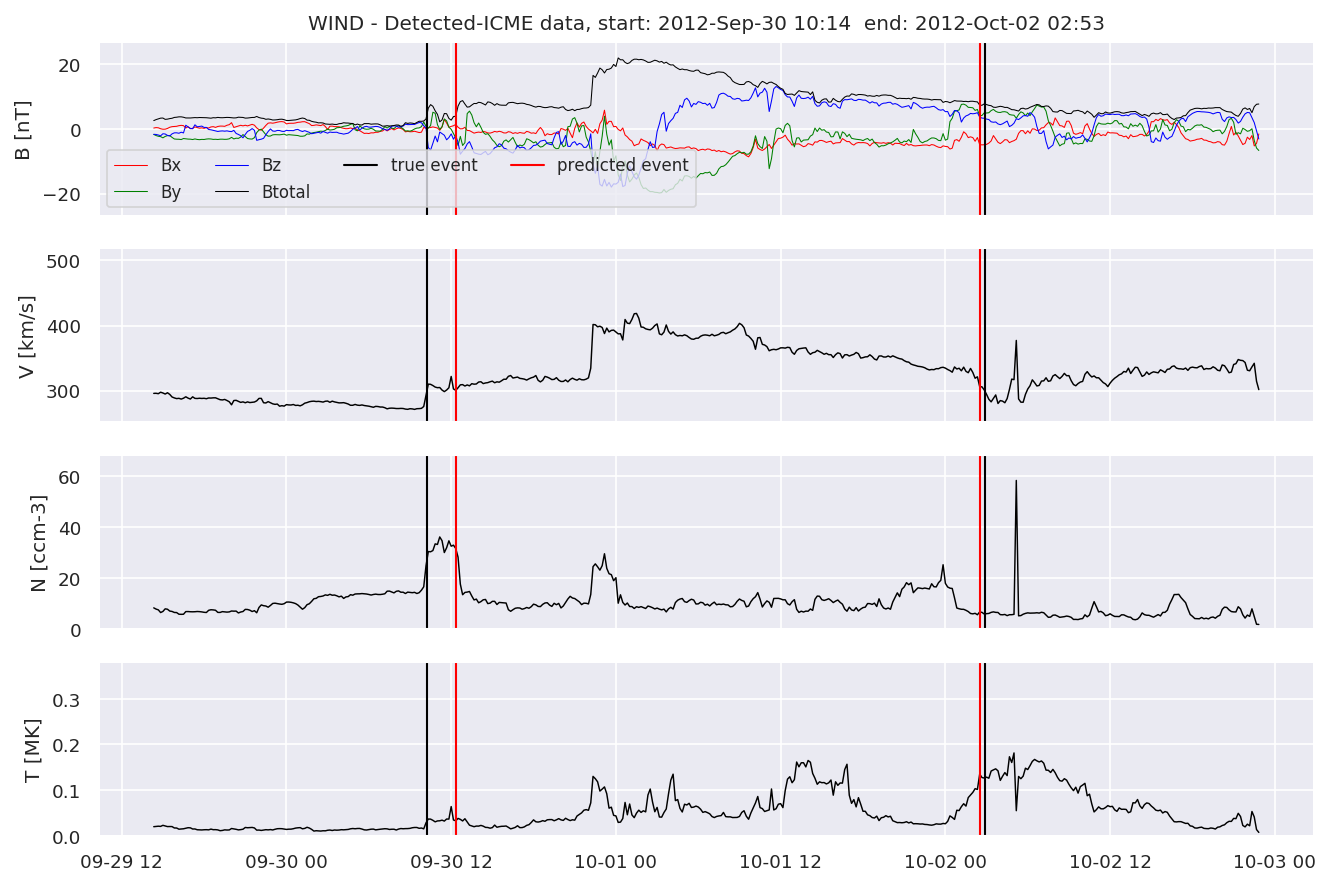 WIND - Detected-ICME data, start: 2012-Sep-30 10:14  end: 2012-Oct-02 02:53
B [nT]
20
0
−20
Bx Bz true event predicted event
By Btotal
V [km/s]
500
400
300
N [ccm-3]
60
40
20
0
T [MK]
0.3
0.2
0.1
0.0
09-29 12 09-30 00 09-30 12 10-01 00 10-01 12 10-02 00 10-02 12 10-03 00